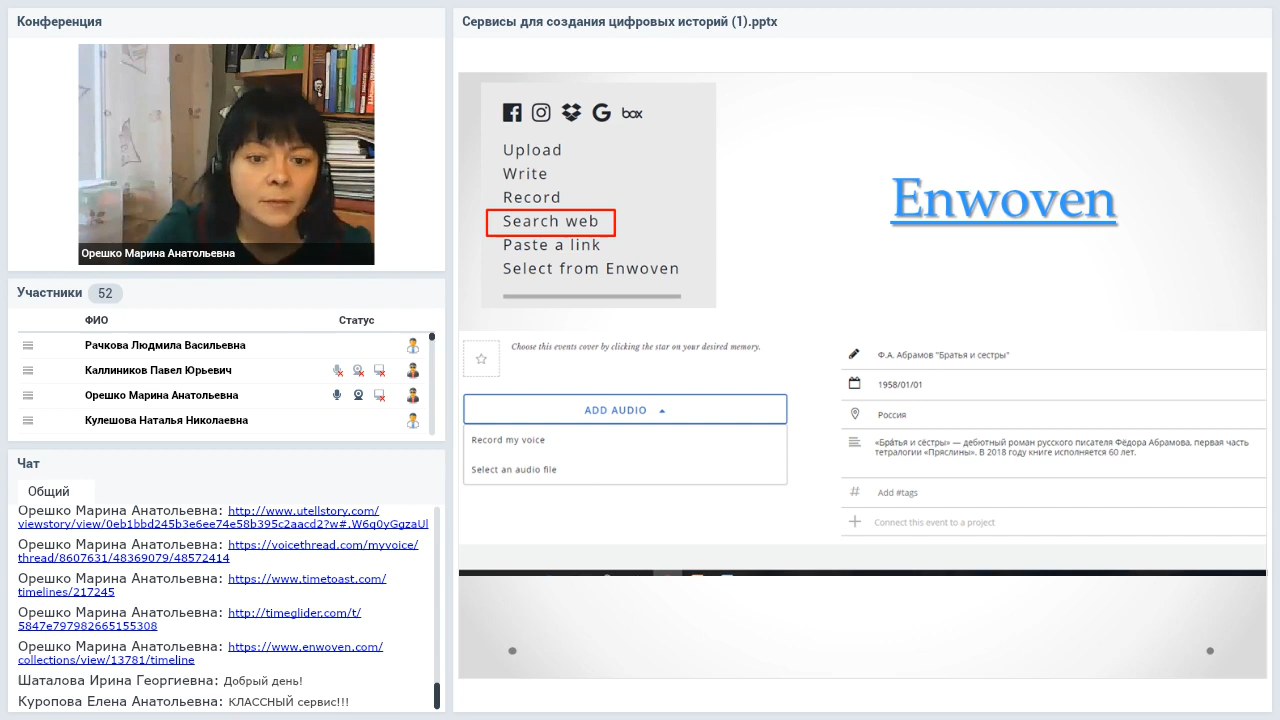 Конференция
Орешко Марина Анатольевна
Участники 52
ФИО Статус
Рачкова Людмила Васильевна
Каллиников Павел Юрьевич
Орешко Марина Анатольевна
Кулешова Наталья Николаевна
Чат
Общий
Орешко Марина Анатольевна: http://www.utellstory.com/
viewstory/view/0eb1bbd245b3e6ee74e58b395c2aacd2?w#.W6q0yGgzaUl
Орешко Марина Анатольевна: https://voicethread.com/myvoice/
thread/8607631/48369079/48572414
Орешко Марина Анатольевна: https://www.timetoast.com/
timelines/217245
Орешко Марина Анатольевна: http://timeglider.com/t/
5847e797982665155308
Орешко Марина Анатольевна: https://www.enwoven.com/
collections/view/13781/timeline
Шаталова Ирина Георгиевна: Добрый день!
Куропова Елена Анатольевна: КЛАССНЫЙ сервис!!!
Сервисы для создания цифровых историй (1).pptx
box
Upload
Write
Record
Search web
Paste a link
Select from Enwoven
Enwoven
Choose this events cover by clicking the star on your desired memory.
ADD AUDIO
Record my voice
Select an audio file
Ф.А. Абрамов "Братья и сестры"
1958/01/01
Россия
«Бра́тья и сёстры» — дебютный роман русского писателя Фёдора Абрамова, первая часть
тетралогии «Пряслины». В 2018 году книге исполняется 60 лет.
Add #tags
Connect this event to a project